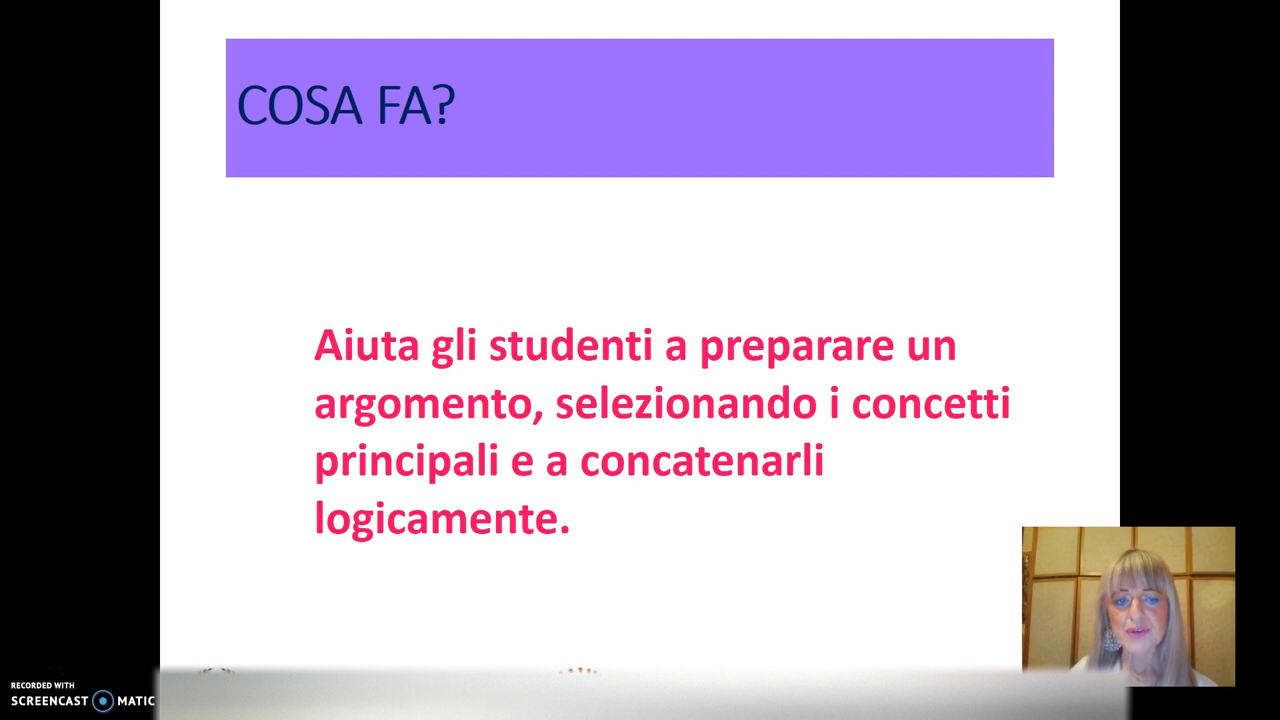 COSA FA?
Aiuta gli studenti a preparare un
argomento, selezionando i concetti
principali e a concatenarli
logicamente.
RECORDED WITH
SCREENCAST MATIC